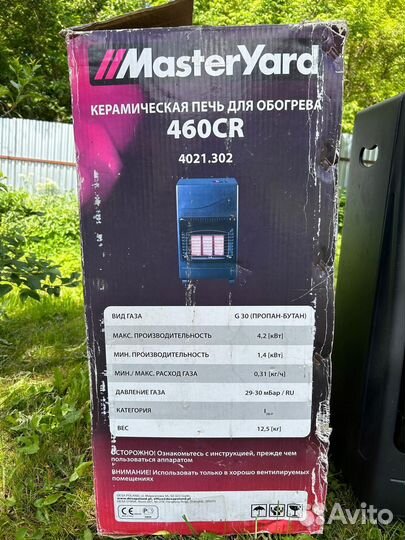 MasterYard
КЕРАМИЧЕСКАЯ ПЕЧЬ ДЛЯ ОБОГРЕВА
460CR
4021.302
ВИД ГАЗА G 30 (ПРОПАН-БУТАН)
МАКС. ПРОИЗВОДИТЕЛЬНОСТЬ 4,2 [кВт]
МИН. ПРОИЗВОДИТЕЛЬНОСТЬ 1,4 [кВт]
МИН./ МАКС. РАСХОД ГАЗА 0,31 [кг/ч]
ДАВЛЕНИЕ ГАЗА 29-30 мБар / RU
КАТЕГОРИЯ
ВЕС 12,5 [кг]
ОСТОРОЖНО! Ознакомьтесь с инструкцией, прежде чем
пользоваться аппаратом
ВНИМАНИЕ! Использовать только в хорошо вентилируемых
помещениях
CE
Avito